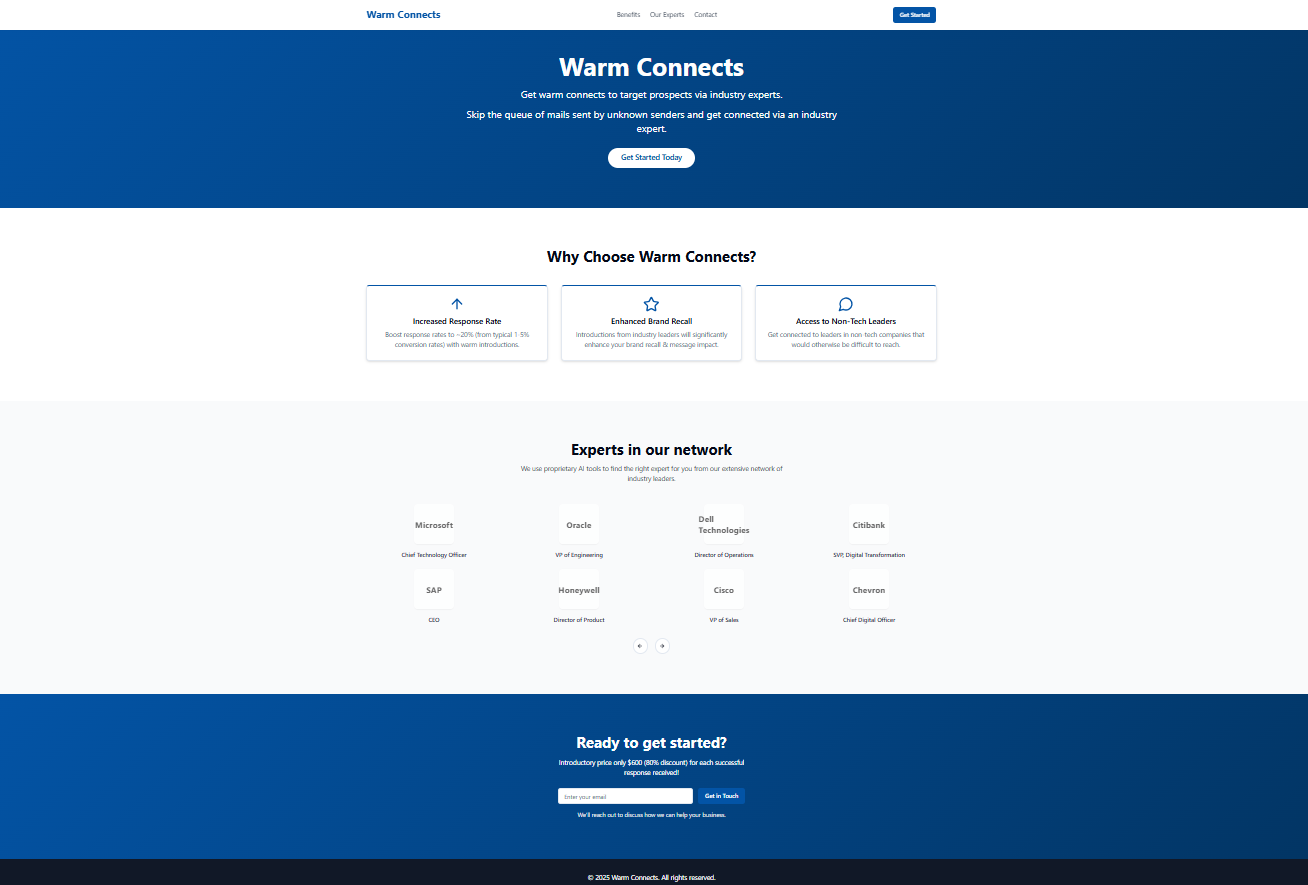 Warm Connects
Benefits
Our Experts
Contact
Get Started
Warm Connects
Get warm connects to target prospects via industry experts.
Skip the queue of mails sent by unknown senders and get connected via an industry
expert.
Get Started Today
Why Choose Warm Connects?
Increased Response Rate
Boost response rates to ~20% (from typical 1-5%
conversion rates) with warm introductions.
Enhanced Brand Recall
Introductions from industry leaders will significantly
enhance your brand recall & message impact.
Access to Non-Tech Leaders
Get connected to leaders in non-tech companies that
would otherwise be difficult to reach.
Experts in our network
We use proprietary AI tools to find the right expert for you from our extensive network of
industry leaders.
Microsoft
Chief Technology Officer
Oracle
VP of Engineering
Dell
Technologies
Director of Operations
Citibank
SVP, Digital Transformation
SAP
CEO
Honeywell
Director of Product
Cisco
VP of Sales
Chevron
Chief Digital Officer
Ready to get started?
Introductory price only $600 (80% discount) for each successful
response received!
Enter your email
Get in Touch
We'll reach out to discuss how we can help your business.
© 2025 Warm Connects. All rights reserved.